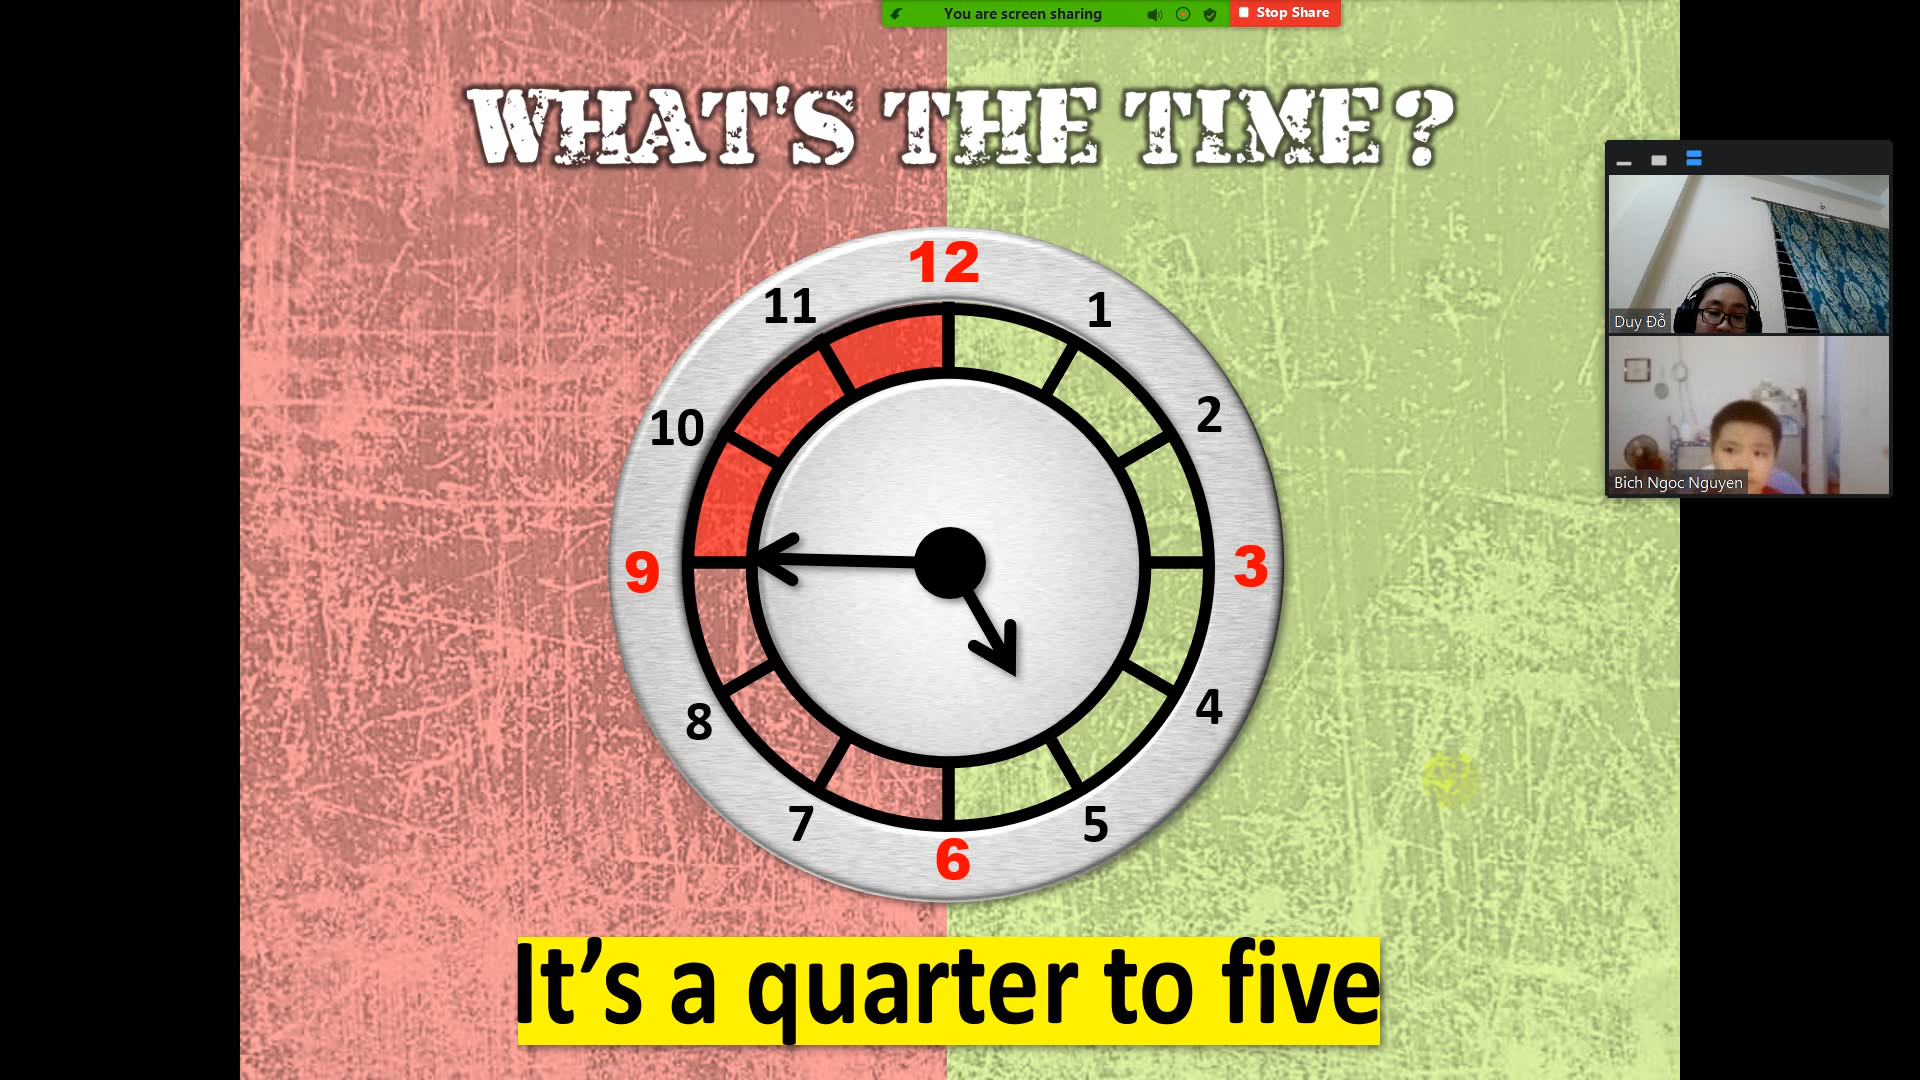 You are screen sharing
Stop Share
WHAT'S THE TIME?
12
11
1
10
2
9
3
8
4
7
5
6
Duy Đỗ
Bich Ngoc Nguyen
It's a quarter to five